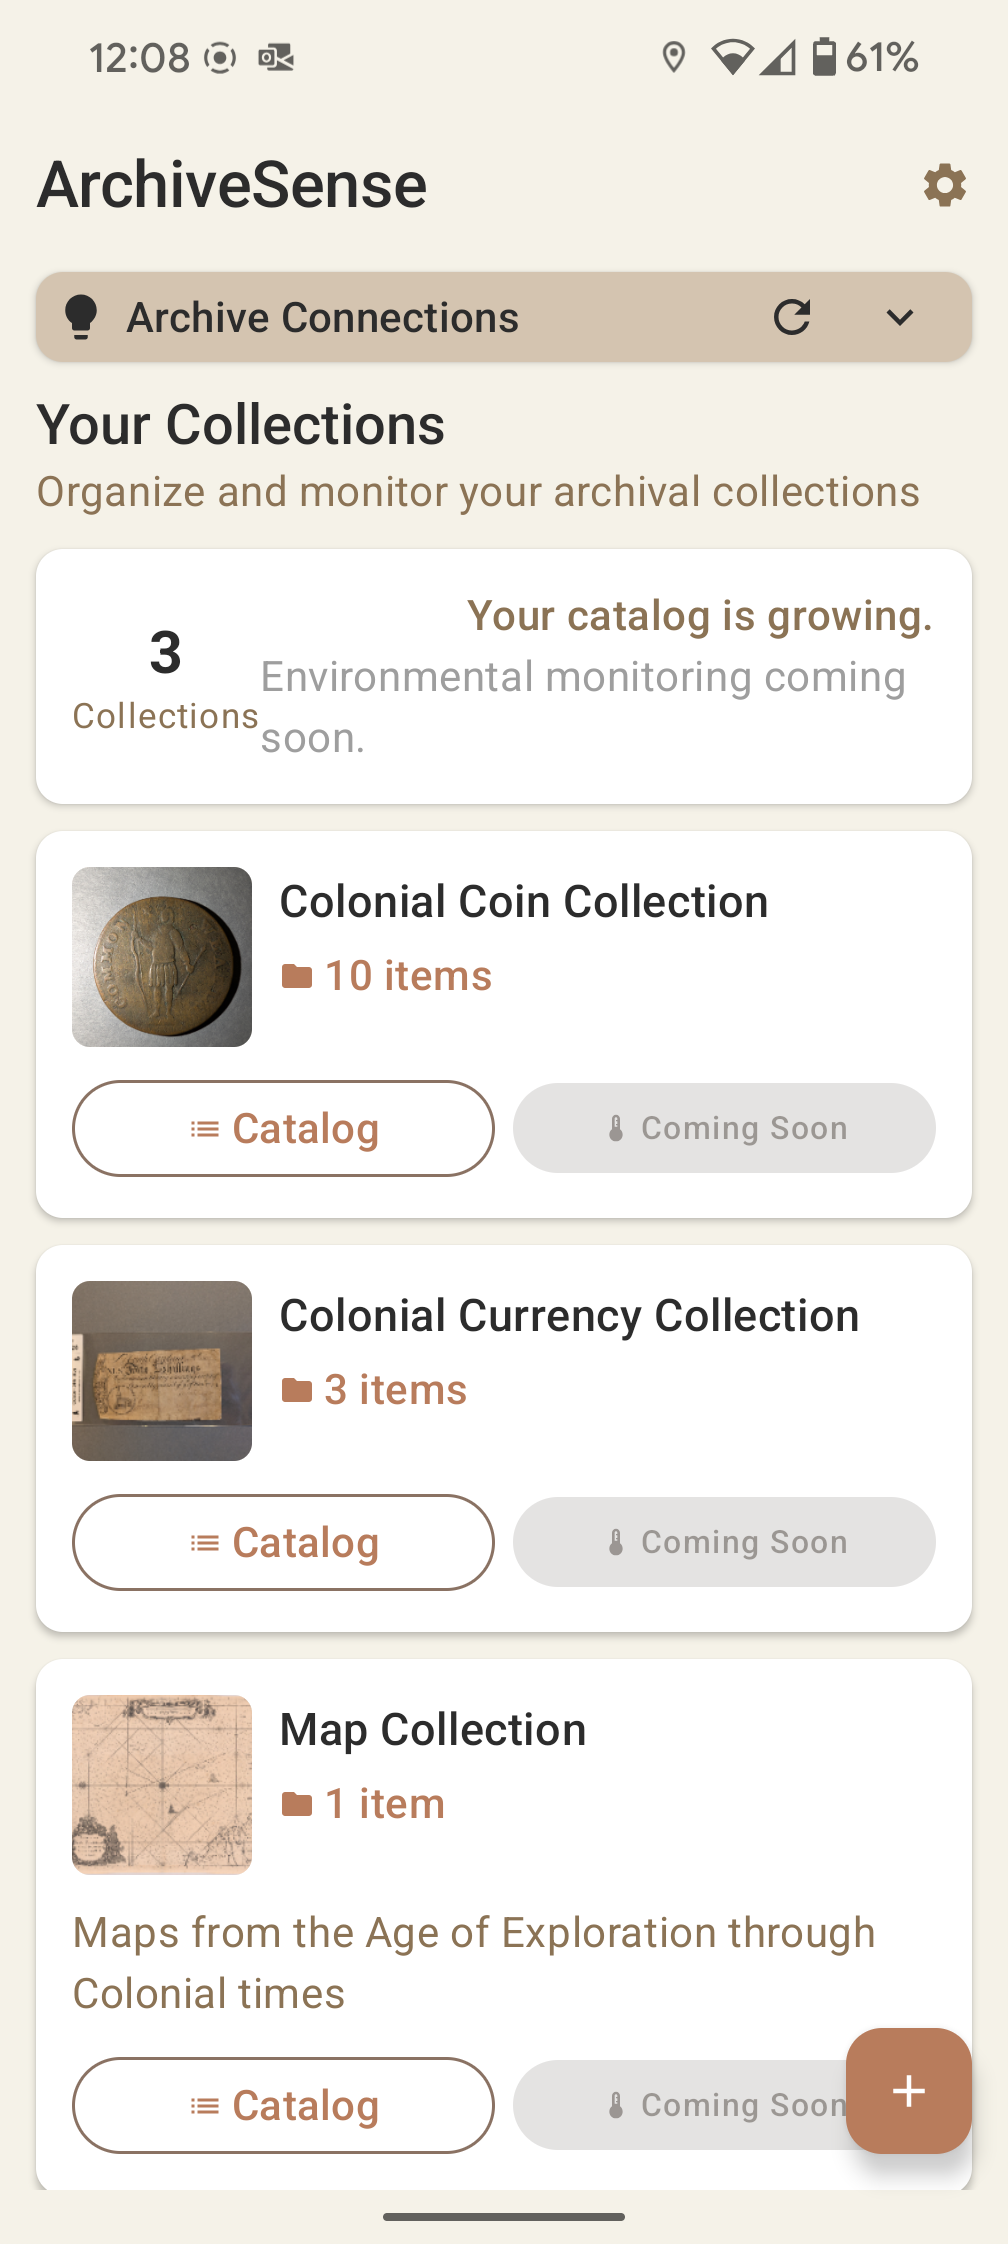 12:08
61%
ArchiveSense
Archive Connections
Your Collections
Organize and monitor your archival collections
3
Collections
Your catalog is growing.
Environmental monitoring coming
soon.
Colonial Coin Collection
10 items
Catalog
Coming Soon
Colonial Currency Collection
3 items
Catalog
Coming Soon
Map Collection
1 item
Maps from the Age of Exploration through
Colonial times
Catalog
Coming Soon